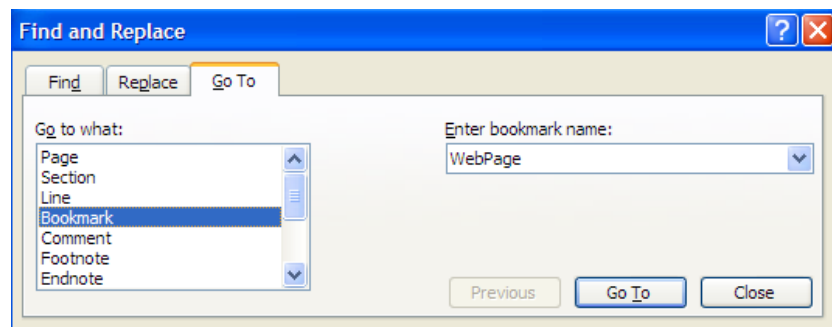 Find and Replace
Find Replace Go To
Go to what:
Page
Section
Line
Bookmark
Comment
Footnote
Endnote
Enter bookmark name:
WebPage
Previous Go To Close